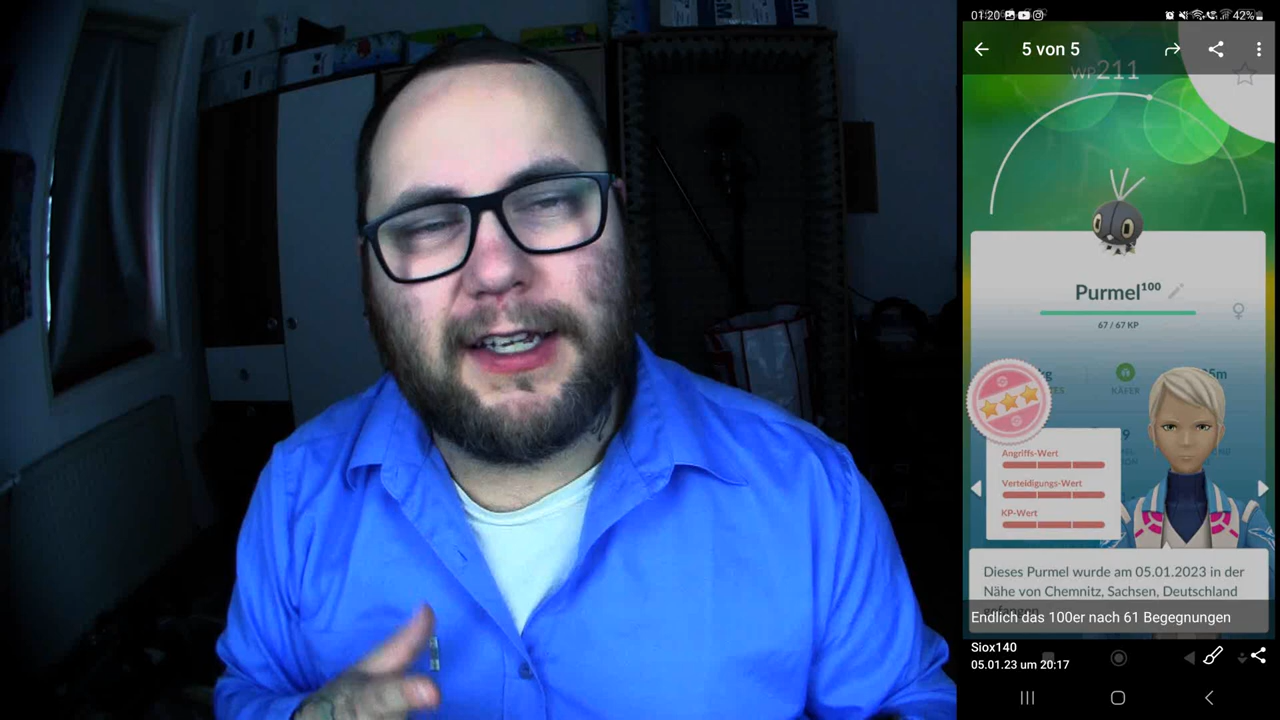 01:20
42%
5 von 5
WP211
Purmel¹⁰⁰
67 / 67 KP
kg
m
KÄFER
Angriffs-Wert
Verteidigungs-Wert
KP-Wert
Dieses Purmel wurde am 05.01.2023 in der
Nähe von Chemnitz, Sachsen, Deutschland
gefangen.
Endlich das 100er nach 61 Begegnungen
Siox140
05.01.23 um 20:17